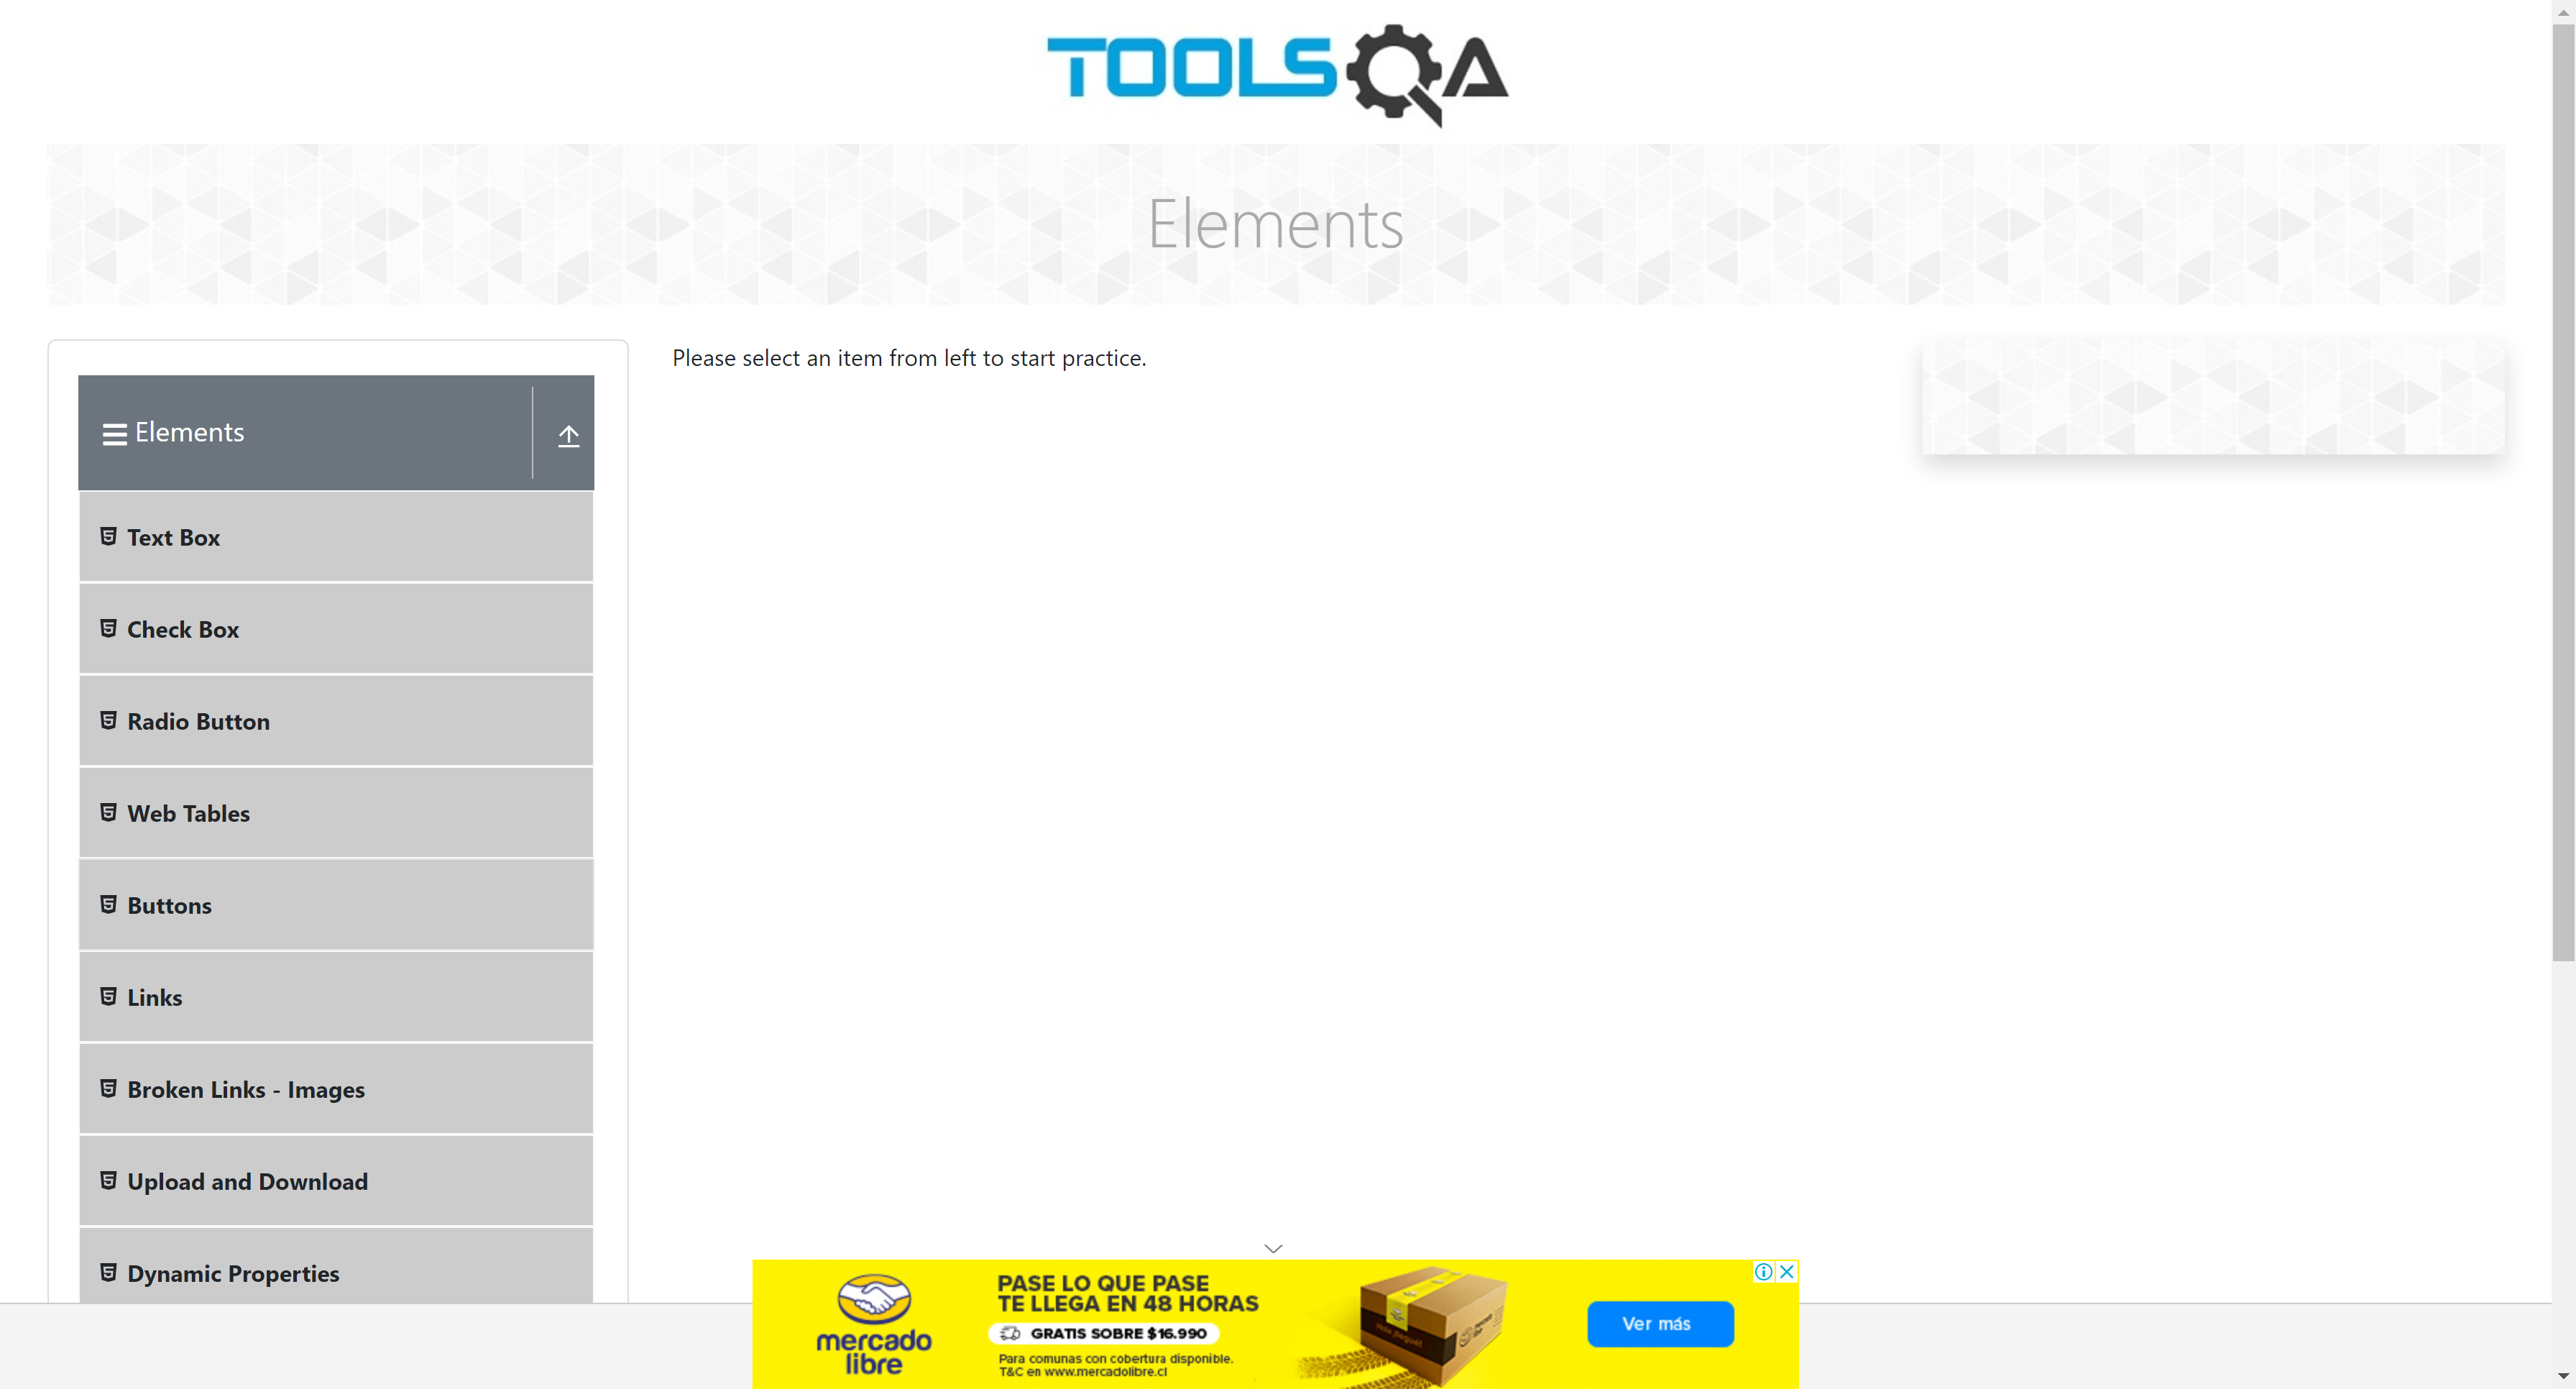 TOOLSQA
Elements
Please select an item from left to start practice.
Elements
Text Box
Check Box
Radio Button
Web Tables
Buttons
Links
Broken Links - Images
Upload and Download
Dynamic Properties
mercado
libre
PASE LO QUE PASE
TE LLEGA EN 48 HORAS
GRATIS SOBRE $16.990
Para comunas con cobertura disponible.
T&C en www.mercadolibre.cl
Ver más